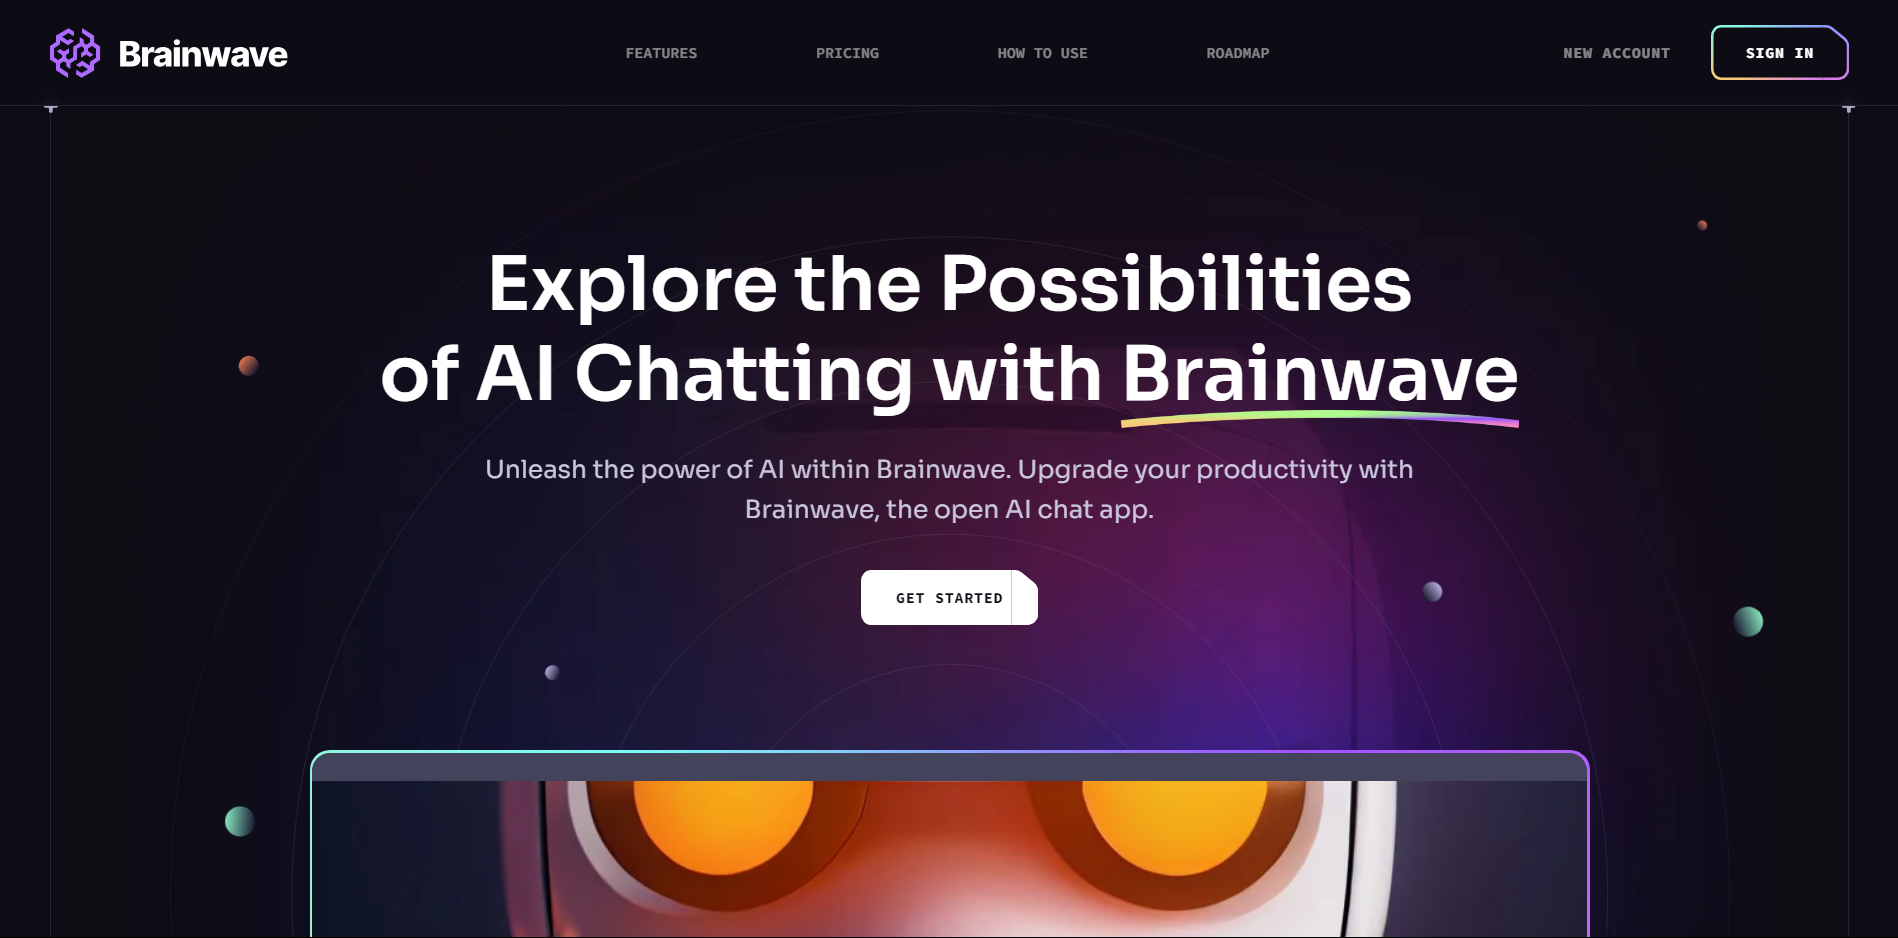 Brainwave
FEATURES
PRICING
HOW TO USE
ROADMAP
NEW ACCOUNT
SIGN IN
Explore the Possibilities
of AI Chatting with Brainwave
Unleash the power of AI within Brainwave. Upgrade your productivity with
Brainwave, the open AI chat app.
GET STARTED